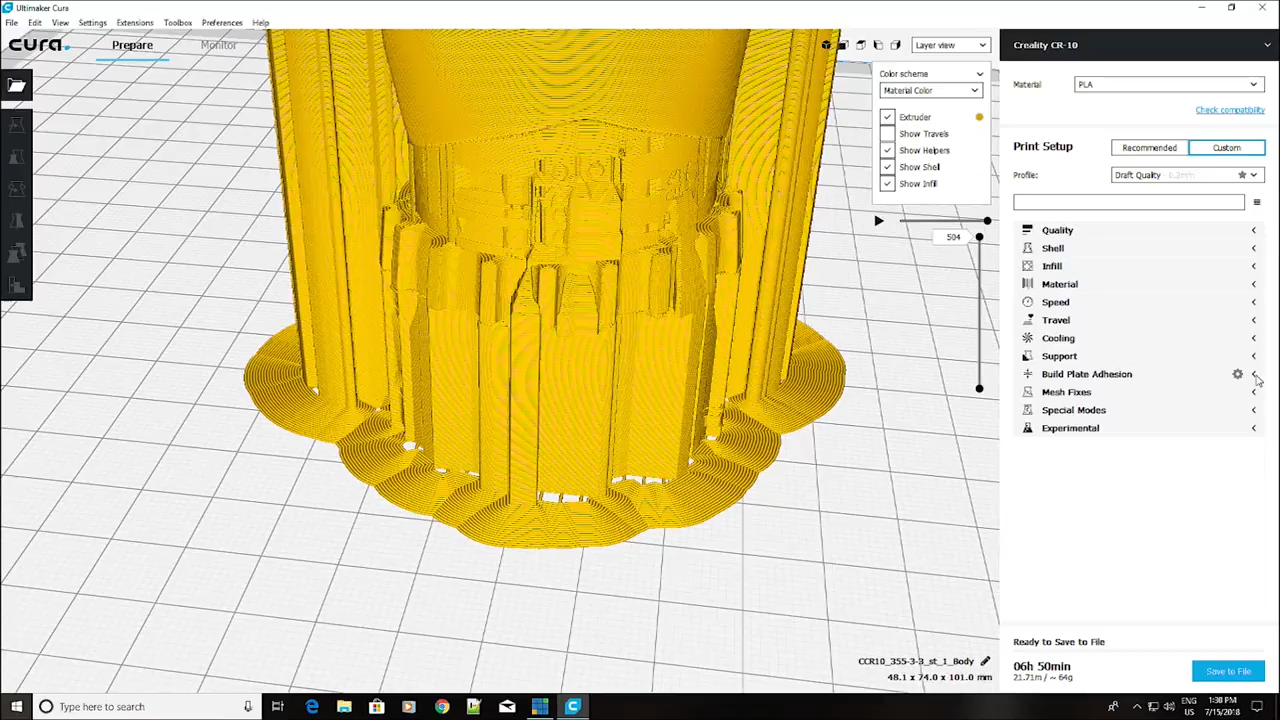 Ultimaker Cura
File Edit View Settings Extensions Toolbox Preferences Help
cura. Prepare Monitor
Layer view
Color scheme
Material Color
Extruder
Show Travels
Show Helpers
Show Shell
Show Infill
504
Creality CR-10
Material PLA
Check compatibility
Print Setup Recommended Custom
Profile: Draft Quality - 0.2mm
Quality
Shell
Infill
Material
Speed
Travel
Cooling
Support
Build Plate Adhesion
Mesh Fixes
Special Modes
Experimental
CCR10_355-3-3_st_1_Body
48.1 x 74.0 x 101.0 mm
Ready to Save to File
06h 50min
21.71m / ~ 64g
Save to File
Type here to search
ENG
US
1:30 PM
7/15/2018